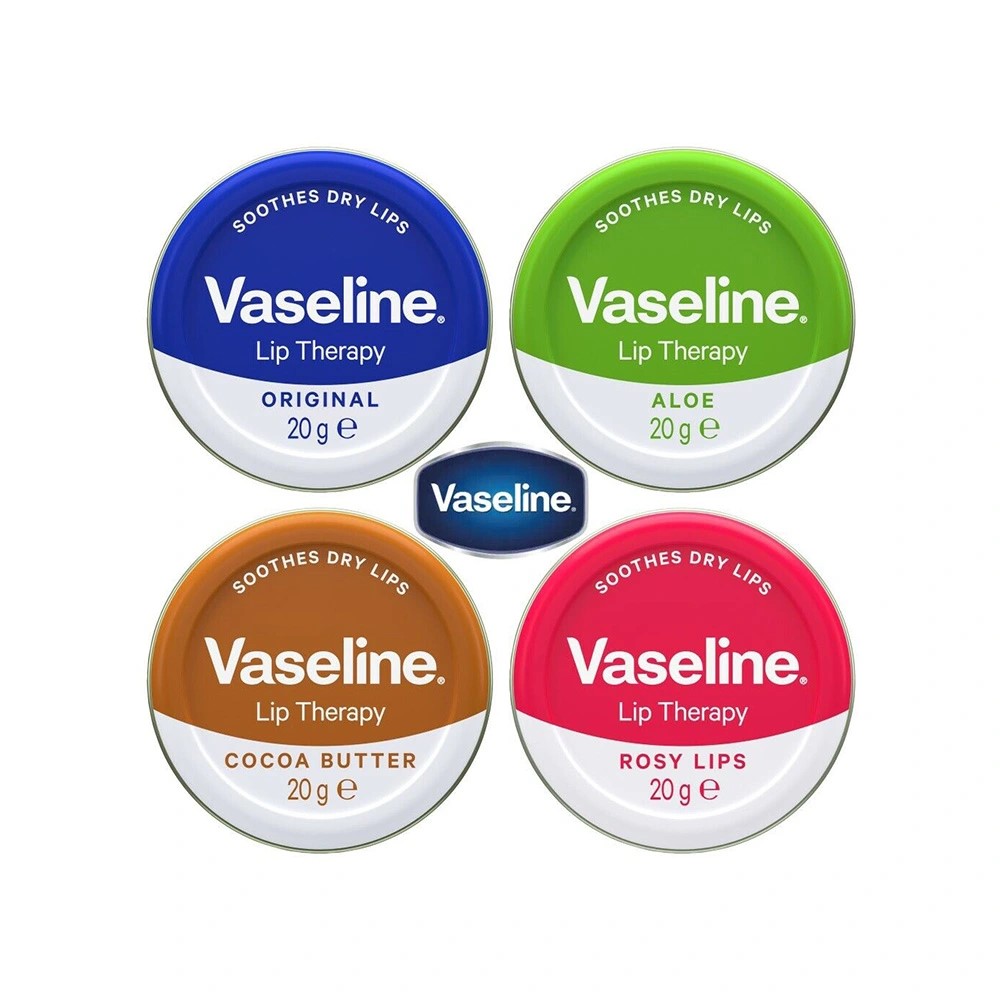 SOOTHES DRY LIPS
Vaseline®
Lip Therapy
ORIGINAL
20 g ℮
SOOTHES DRY LIPS
Vaseline®
Lip Therapy
ALOE
20 g ℮
Vaseline®
SOOTHES DRY LIPS
Vaseline®
Lip Therapy
COCOA BUTTER
20 g ℮
SOOTHES DRY LIPS
Vaseline®
Lip Therapy
ROSY LIPS
20 g ℮